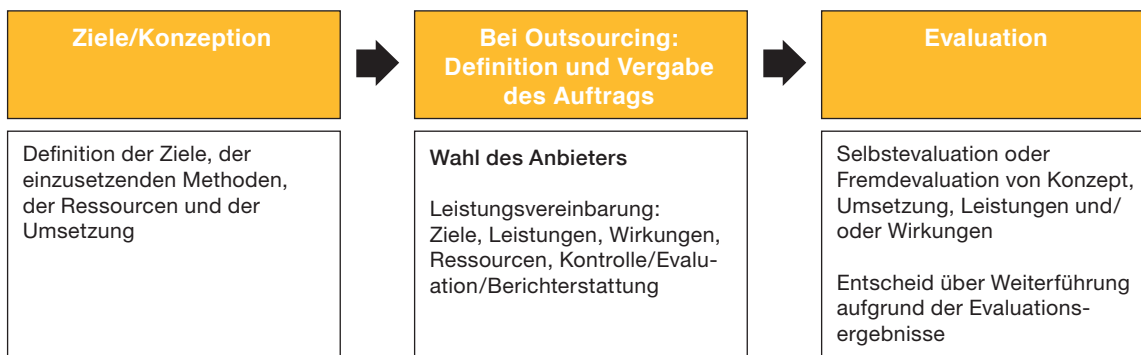 Ziele/Konzeption
Bei Outsourcing:
Definition und Vergabe
des Auftrags
Evaluation
Definition der Ziele, der
einzusetzenden Methoden,
der Ressourcen und der
Umsetzung
Wahl des Anbieters
Leistungsvereinbarung:
Ziele, Leistungen, Wirkungen,
Ressourcen, Kontrolle/Evalu-
ation/Berichterstattung
Selbstevaluation oder
Fremdevaluation von Konzept,
Umsetzung, Leistungen und/
oder Wirkungen
Entscheid über Weiterführung
aufgrund der Evaluations-
ergebnisse